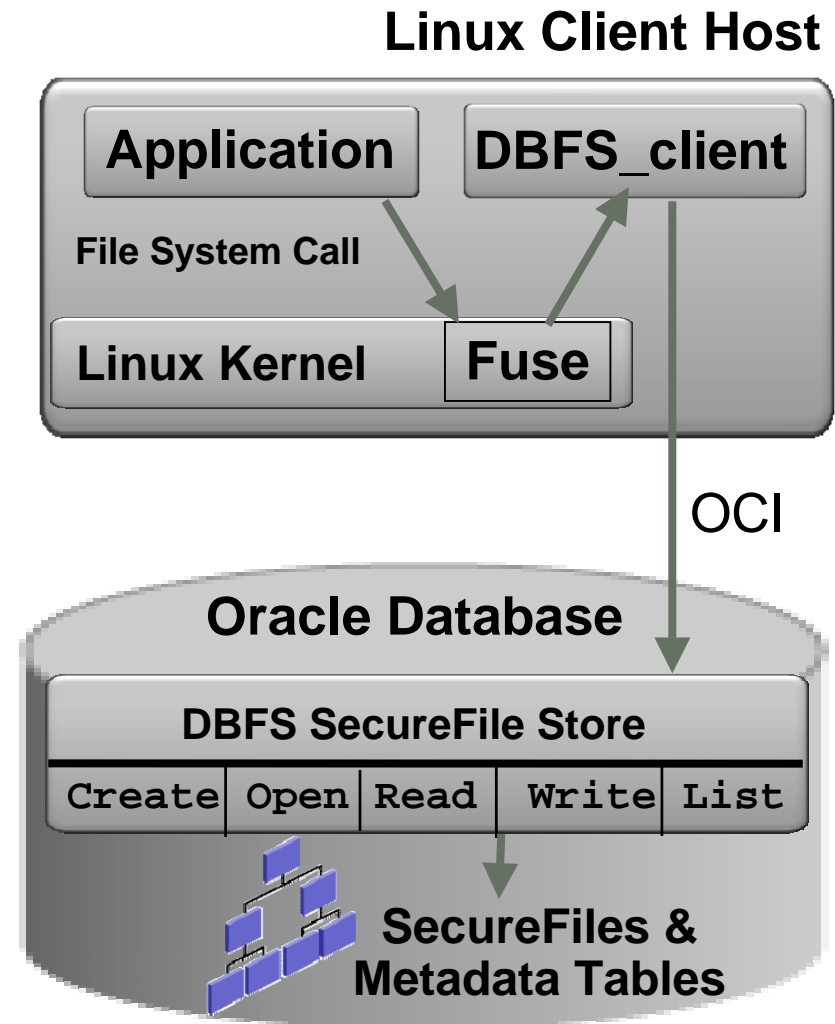 Linux Client Host
Application
DBFS_client
File System Call
Linux Kernel
Fuse
OCI
Oracle Database
DBFS SecureFile Store
Create Open Read Write List
SecureFiles &
Metadata Tables